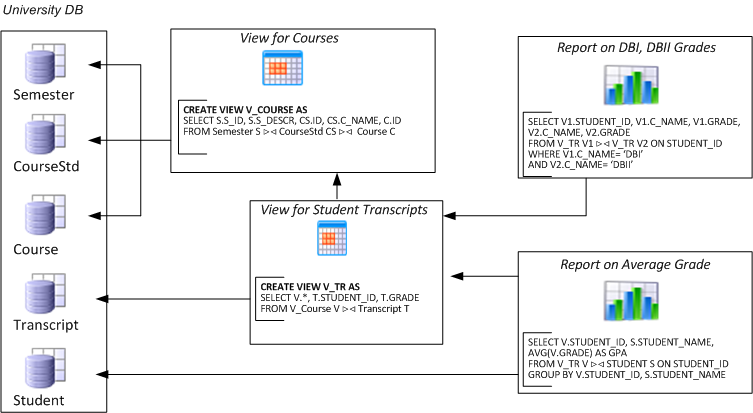 University DB
Semester
CourseStd
Course
Transcript
Student
View for Courses
CREATE VIEW V_COURSE AS
SELECT S.S_ID, S.S_DESCR, CS.ID, CS.C_NAME, C.ID
FROM Semester S ⊳⊲ CourseStd CS ⊳⊲ Course C
View for Student Transcripts
CREATE VIEW V_TR AS
SELECT V.*, T.STUDENT_ID, T.GRADE
FROM V_Course V ⊳⊲ Transcript T
Report on DBI, DBII Grades
SELECT V1.STUDENT_ID, V1.C_NAME, V1.GRADE,
V2.C_NAME, V2.GRADE
FROM V_TR V1 ⊳⊲ V_TR V2 ON STUDENT_ID
WHERE V1.C_NAME= ‘DBI’
AND V2.C_NAME= ‘DBII’
Report on Average Grade
SELECT V.STUDENT_ID, S.STUDENT_NAME,
AVG(V.GRADE) AS GPA
FROM V_TR V ⊳⊲ STUDENT S ON STUDENT_ID
GROUP BY V.STUDENT_ID, S.STUDENT_NAME